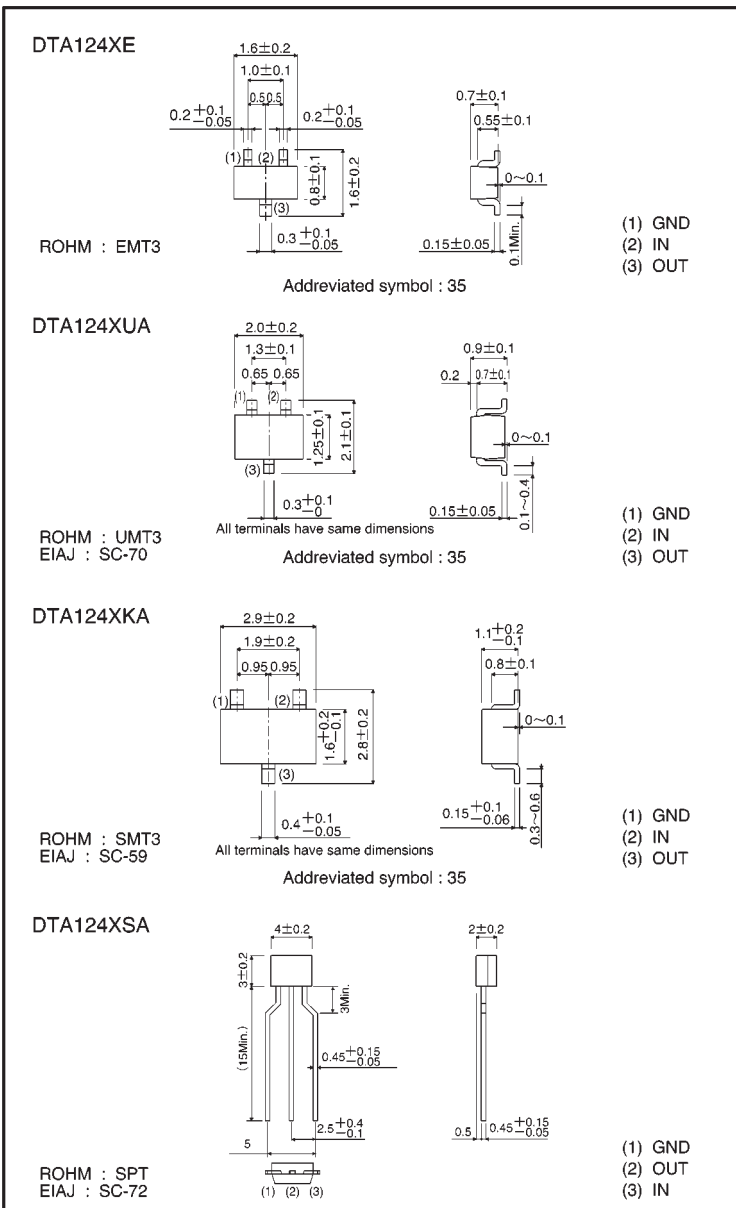 DTA124XE
1.6±0.2
1.0±0.1
0.5 0.5
0.2 +0.1 −0.05
0.2 +0.1 −0.05
(1) (2)
0.8±0.1
1.6±0.2
(3)
0.3 +0.1 −0.05
0.7±0.1
0.55±0.1
0~0.1
0.15±0.05
0.1Min.
ROHM : EMT3
(1) GND
(2) IN
(3) OUT
Addreviated symbol : 35
DTA124XUA
2.0±0.2
1.3±0.1
0.65 0.65
(1) (2)
1.25±0.1
2.1±0.1
(3)
0.3 +0.1 −0
0.9±0.1
0.2 0.7±0.1
0~0.1
0.15±0.05
0.1~0.4
All terminals have same dimensions
ROHM : UMT3
EIAJ : SC-70
Addreviated symbol : 35
(1) GND
(2) IN
(3) OUT
DTA124XKA
2.9±0.2
1.9±0.2
0.95 0.95
(1) (2)
1.6 +0.2 −0.1
2.8±0.2
(3)
0.4 +0.1 −0.05
1.1 +0.2 −0.1
0.8±0.1
0~0.1
0.15 +0.1 −0.06
0.3~0.6
All terminals have same dimensions
ROHM : SMT3
EIAJ : SC-59
Addreviated symbol : 35
(1) GND
(2) IN
(3) OUT
DTA124XSA
4±0.2
3±0.2
(15Min.)
3Min.
0.45 +0.15 −0.05
2.5 +0.4 −0.1
5
(1) (2) (3)
2±0.2
0.5
0.45 +0.15 −0.05
ROHM : SPT
EIAJ : SC-72
(1) GND
(2) OUT
(3) IN